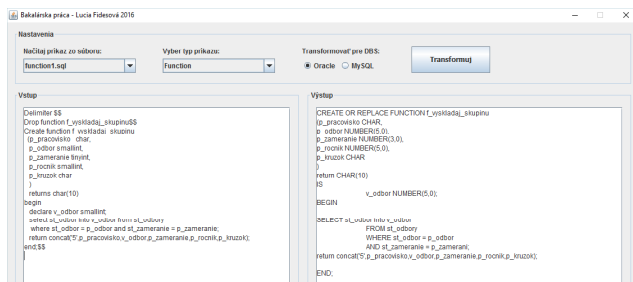 Bakalárska práca - Lucia Fidesová 2016
Nastavenia
Načítaj príkaz zo súboru:
Vyber typ príkazu:
Transformovať pre DBS:
function1.sql
Function
Oracle
MySQL
Transformuj
Vstup
Delimiter $$
Drop function f_vyskladaj_skupinu$$
Create function f_vyskladaj_skupinu
(p_pracovisko char,
p_odbor smallint,
p_zameranie tinyint,
p_rocnik smallint,
p_kruzok char
)
returns char(10)
begin
declare v_odbor smallint;
select st_odbor into v_odbor from st_odbory
where st_odbor = p_odbor and st_zameranie = p_zameranie;
return concat('5',p_pracovisko,v_odbor,p_zameranie,p_rocnik,p_kruzok);
end;$$
Výstup
CREATE OR REPLACE FUNCTION f_vyskladaj_skupinu
(p_pracovisko CHAR,
p_odbor NUMBER(5,0),
p_zameranie NUMBER(3,0),
p_rocnik NUMBER(5,0),
p_kruzok CHAR
)
return CHAR(10)
IS
v_odbor NUMBER(5,0);
BEGIN
SELECT st_odbor into v_odbor
FROM st_odbory
WHERE st_odbor = p_odbor
AND st_zameranie = p_zamerani;
return concat('5',p_pracovisko,v_odbor,p_zameranie,p_rocnik,p_kruzok);
END;